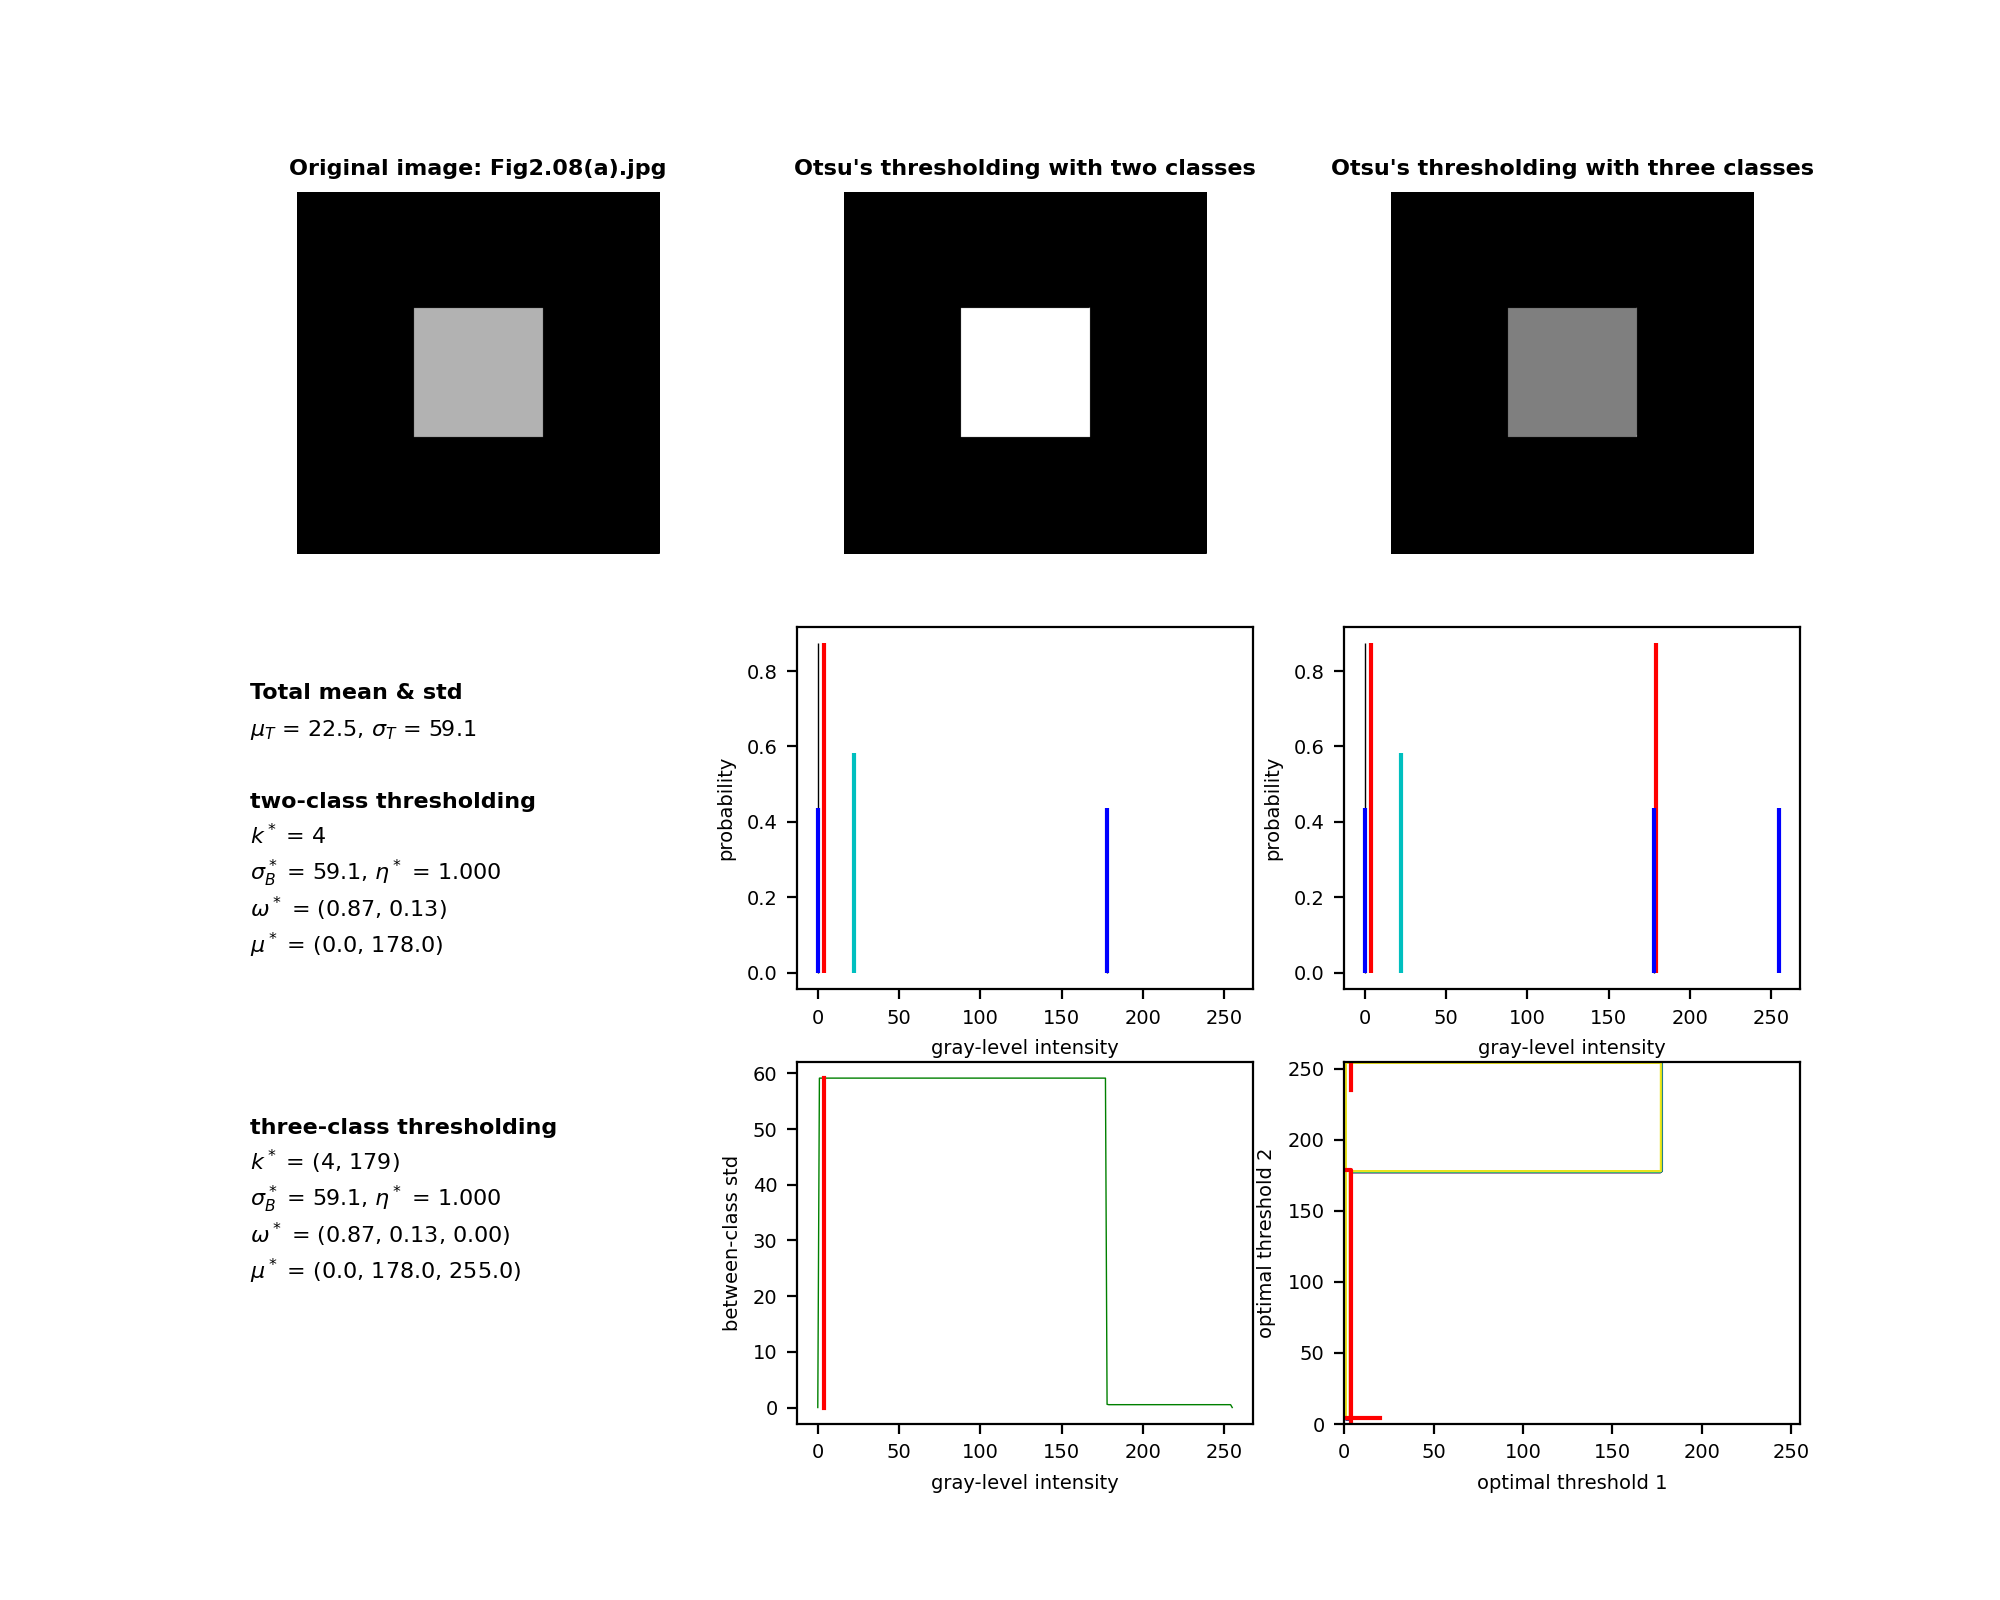 Original image: Fig2.08(a).jpg
Otsu's thresholding with two classes
Otsu's thresholding with three classes
Total mean & std
μ_T = 22.5, σ_T = 59.1
two-class thresholding
k* = 4
σ*_B = 59.1, η* = 1.000
ω* = (0.87, 0.13)
μ* = (0.0, 178.0)
probability
0.8
0.6
0.4
0.2
0.0
0 50 100 150 200 250
gray-level intensity
probability
0.8
0.6
0.4
0.2
0.0
0 50 100 150 200 250
gray-level intensity
three-class thresholding
k* = (4, 179)
σ*_B = 59.1, η* = 1.000
ω* = (0.87, 0.13, 0.00)
μ* = (0.0, 178.0, 255.0)
between-class std
60
50
40
30
20
10
0
0 50 100 150 200 250
gray-level intensity
optimal threshold 2
250
200
150
100
50
0
0 50 100 150 200 250
optimal threshold 1